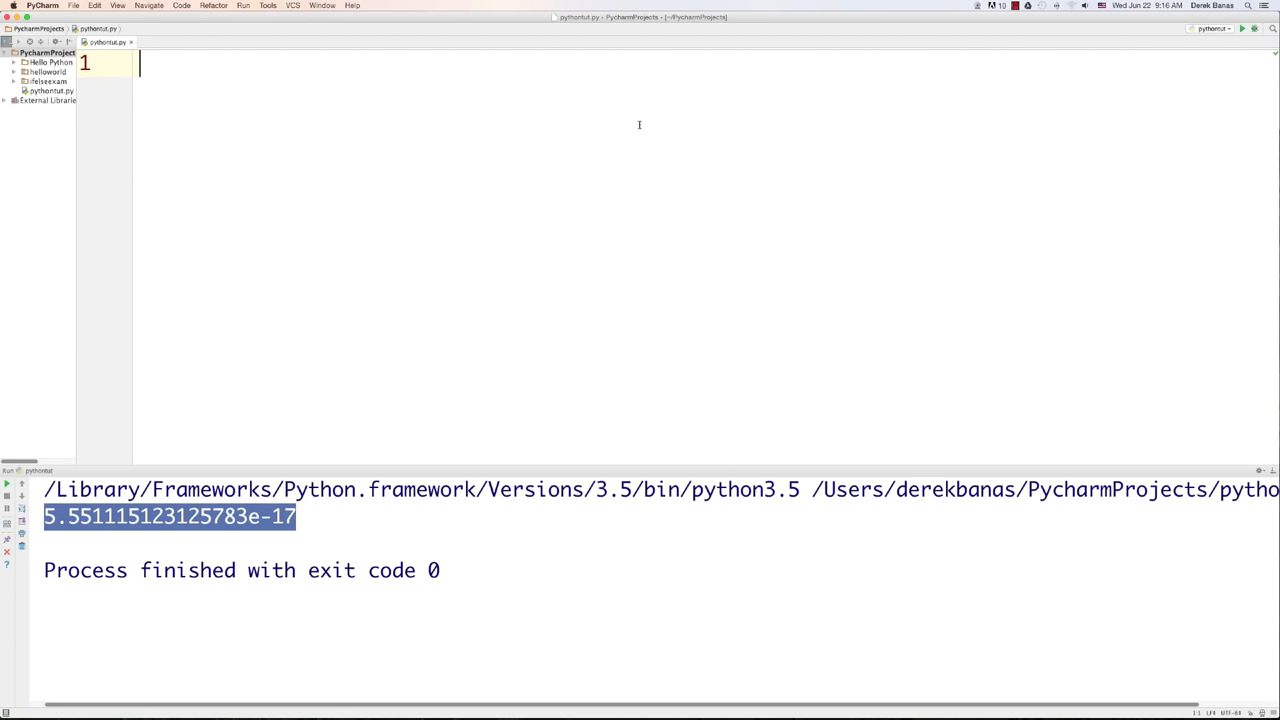 PyCharm File Edit View Navigate Code Refactor Run Tools VCS Window Help 10 Wed Jun 22 9:16 AM Derek Banas
pythontut.py - PycharmProjects - [~/PycharmProjects]
PycharmProjects pythontut.py pythontut
pythontut.py
PycharmProject
1
Hello Python
helloworld
ifelseexam
pythontut.py
External Librarie
Run pythontut
/Library/Frameworks/Python.framework/Versions/3.5/bin/python3.5 /Users/derekbanas/PycharmProjects/pytho
5.551115123125783e-17
Process finished with exit code 0
1:1 LF÷ UTF-8÷